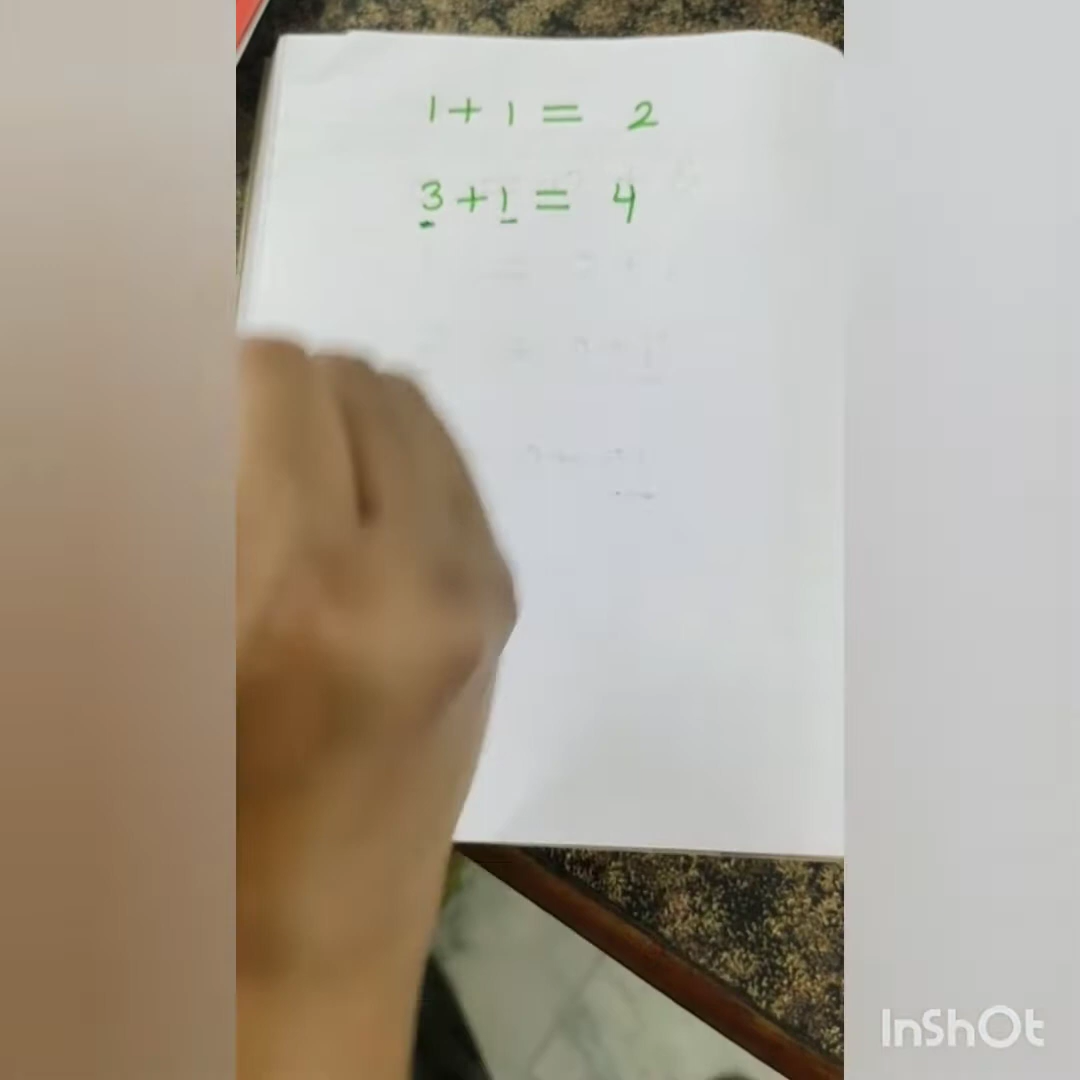 1 + 1 = 2
3 + 1 = 4
InShOt